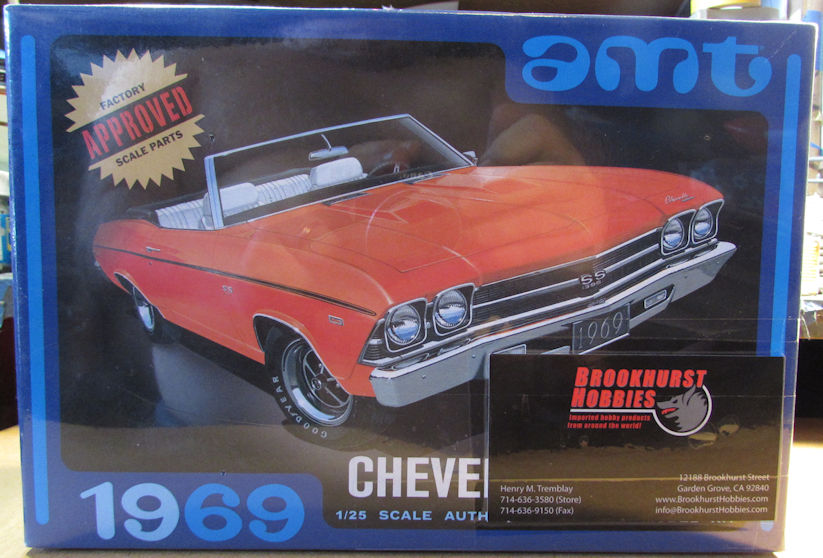 amt
FACTORY
APPROVED
SCALE PARTS
Chevelle
SS
396
SS
1969
GOODYEAR
BROOKHURST
HOBBIES
Imported hobby products
from around the world!
CHEVE
Henry M. Tremblay
714-636-3580 (Store)
714-636-9150 (Fax)
12188 Brookhurst Street
Garden Grove, CA 92840
www.BrookhurstHobbies.com
info@BrookhurstHobbies.com
1969
1/25 SCALE AUTH